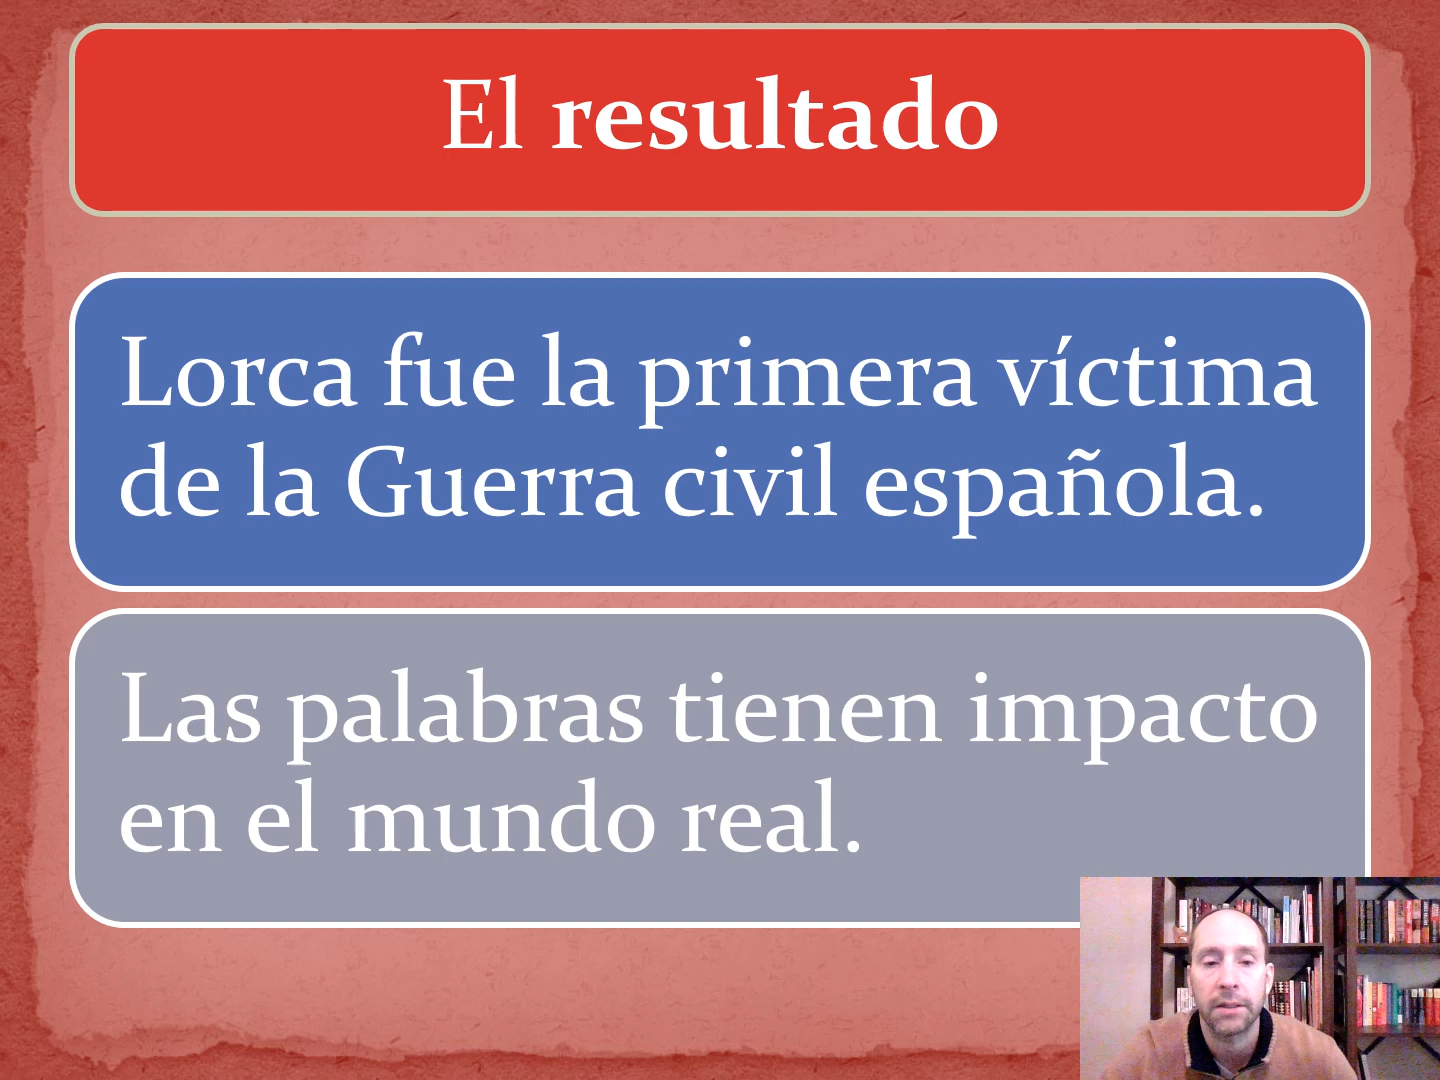 El resultado
Lorca fue la primera víctima
de la Guerra civil española.
Las palabras tienen impacto
en el mundo real.